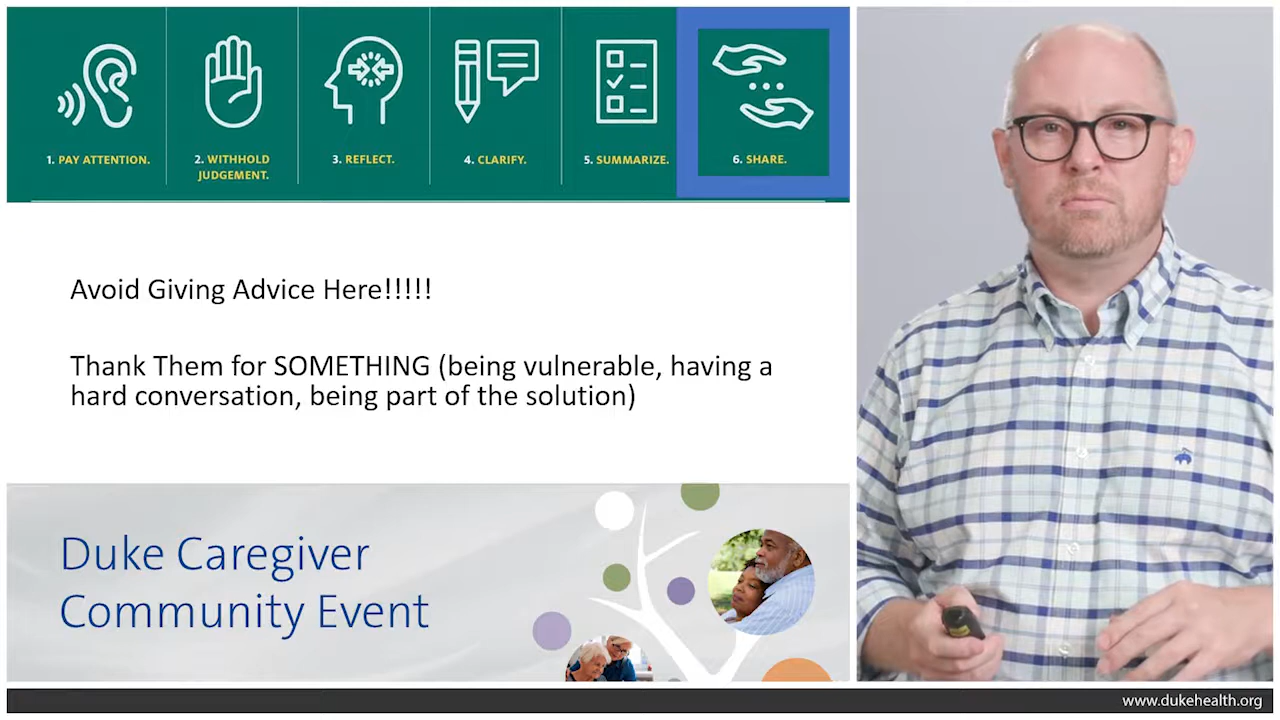 1. PAY ATTENTION.
2. WITHHOLD
JUDGEMENT.
3. REFLECT.
4. CLARIFY.
5. SUMMARIZE.
6. SHARE.
Avoid Giving Advice Here!!!!!
Thank Them for SOMETHING (being vulnerable, having a
hard conversation, being part of the solution)
Duke Caregiver
Community Event
www.dukehealth.org